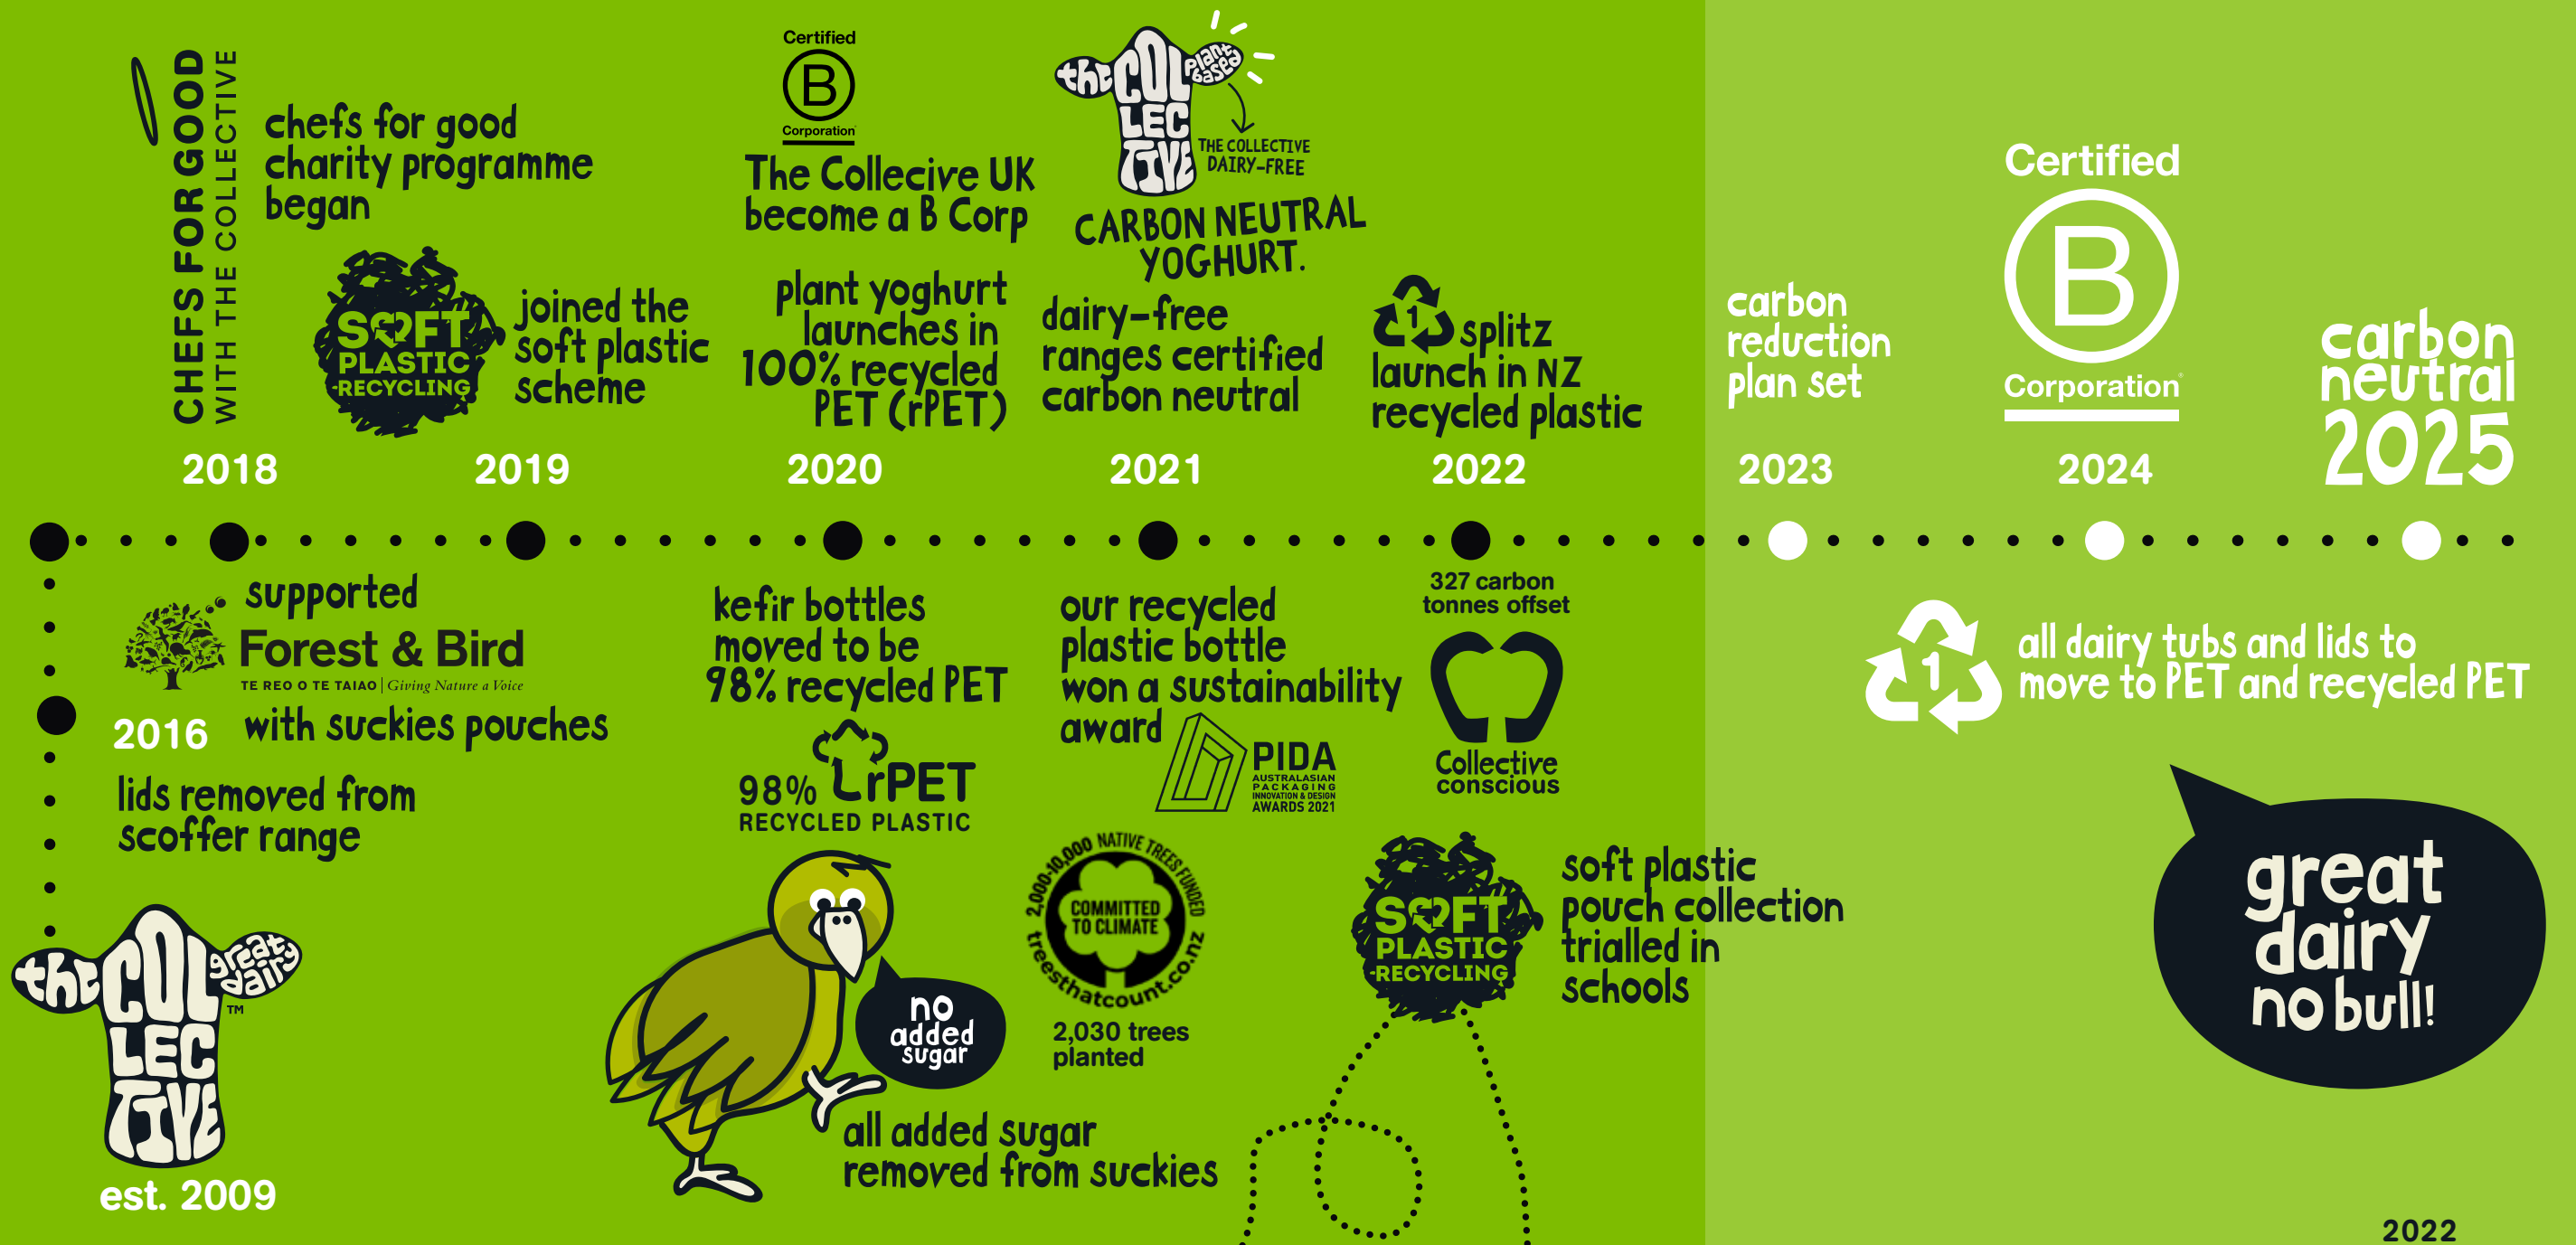 CHEFS FOR GOOD
WITH THE COLLECTIVE
chefs for good
charity programme
began
SOFT
PLASTIC
-RECYCLING
joined the
soft plastic
scheme
Certified
B
Corporation
The Collecive UK
become a B Corp
plant yoghurt
launches in
100% recycled
PET (rPET)
the COL plant based
LEC
TIVE
THE COLLECTIVE
DAIRY-FREE
CARBON NEUTRAL
YOGHURT.
dairy-free
ranges certified
carbon neutral
1 splitz
launch in NZ
recycled plastic
carbon
reduction
plan set
Certified
B
Corporation
carbon
neutral
2025
2018
2019
2020
2021
2022
2023
2024
supported
Forest & Bird
TE REO O TE TAIAO | Giving Nature a Voice
2016
with suckies pouches
lids removed from
scoffer range
the COL great dairy
LEC
TIVE
™
est. 2009
kefir bottles
moved to be
98% recycled PET
98% rPET
RECYCLED PLASTIC
no
added
sugar
all added sugar
removed from suckies
our recycled
plastic bottle
won a sustainability
award
PIDA
AUSTRALASIAN
PACKAGING
INNOVATION & DESIGN
AWARDS 2021
2,000-10,000 NATIVE TREES FUNDED
COMMITTED
TO CLIMATE
treesthatcount.co.nz
2,030 trees
planted
327 carbon
tonnes offset
Collective
conscious
SOFT
PLASTIC
-RECYCLING
soft plastic
pouch collection
trialled in
schools
1
all dairy tubs and lids to
move to PET and recycled PET
great
dairy
no bull!
2022